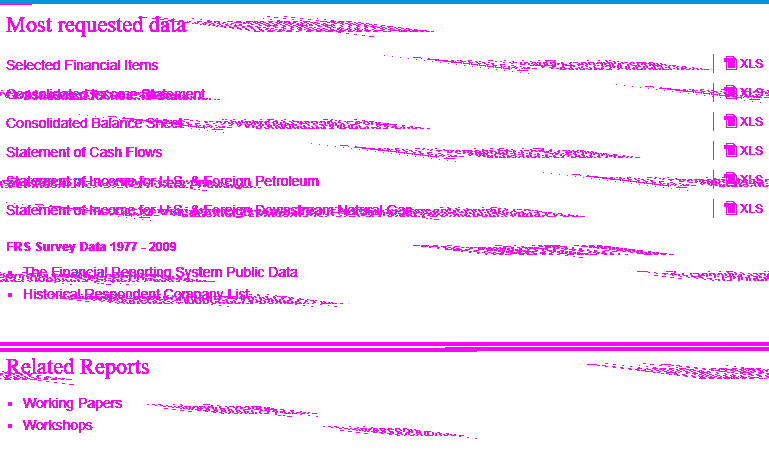 Most requested data
Selected Financial Items XLS
Consolidated Income Statement XLS
Consolidated Balance Sheet XLS
Statement of Cash Flows XLS
Statement of Income for U.S. & Foreign Petroleum XLS
Statement of Income for U.S. & Foreign Downstream Natural Gas XLS
FRS Survey Data 1977 - 2009
The Financial Reporting System Public Data
Historical Respondent Company List
Related Reports
Working Papers
Workshops